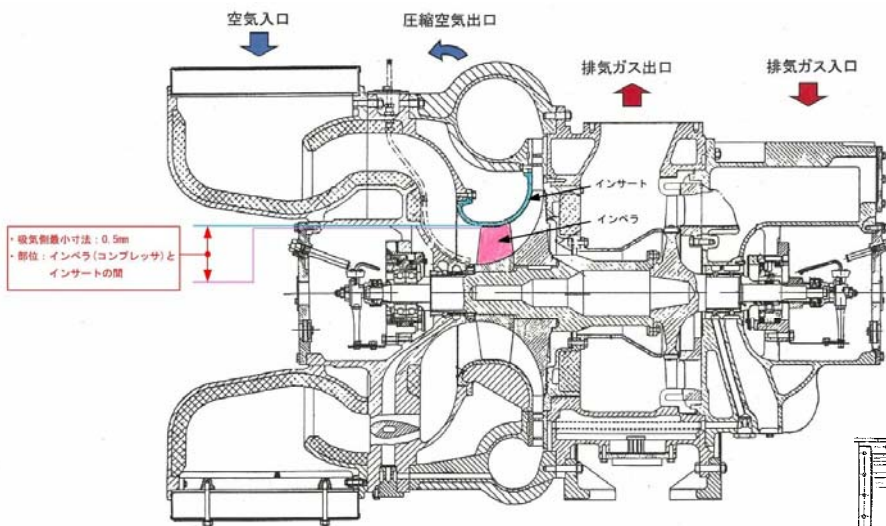 空気入口
圧縮空気出口
排気ガス出口
排気ガス入口
インサート
インペラ
・吸気側最小寸法：0.5mm
・部位：インペラ(コンプレッサ)と
インサートの間